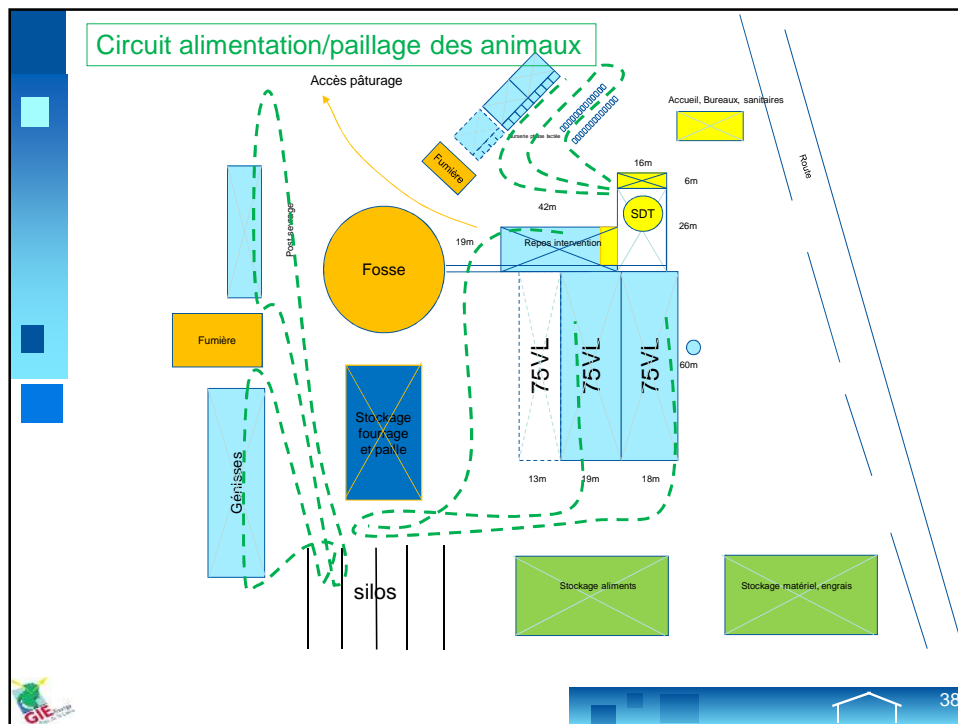 Circuit alimentation/paillage des animaux
Accès pâturage
Accueil, Bureaux, sanitaires
Route
phase lactée
Fumière
16m
6m
42m
SDT
26m
Post sevrage
19m
Repos intervention
Fosse
Fumière
75VL
75VL
75VL
60m
Stockage
fourrage
et paille
Génisses
13m
19m
18m
silos
Stockage aliments
Stockage matériel, engrais
GIE
38